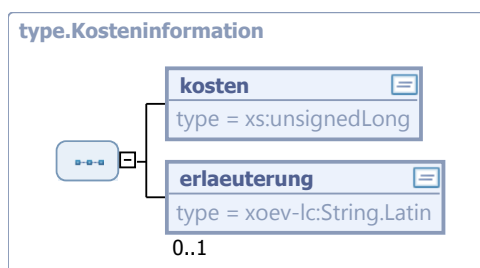 type.Kosteninformation
kosten
type = xs:unsignedLong
erlaeuterung
type = xoev-lc:String.Latin
0..1